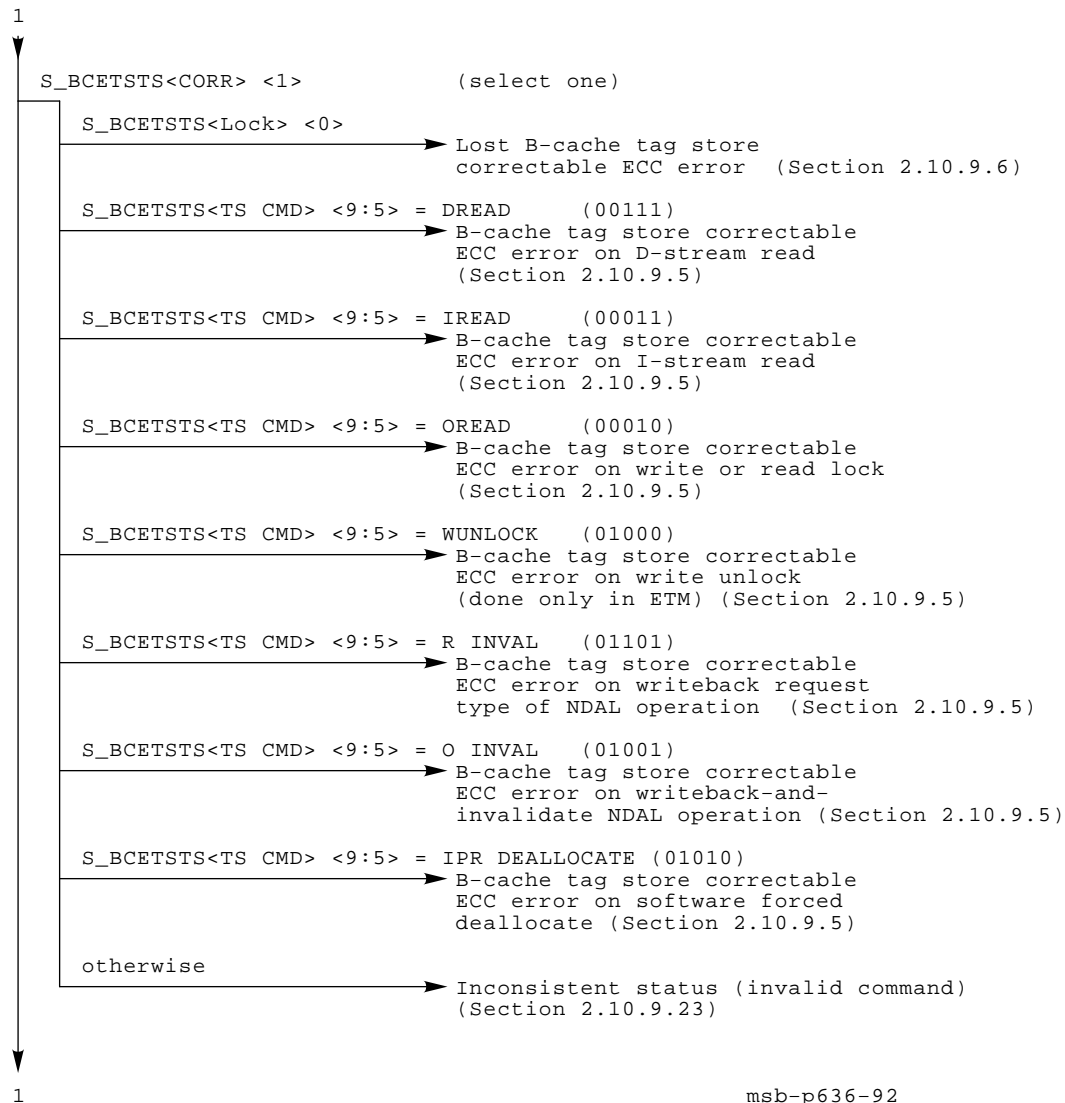 1
S_BCETSTS<CORR> <1> (select one)
S_BCETSTS<Lock> <0>
Lost B-cache tag store
correctable ECC error (Section 2.10.9.6)
S_BCETSTS<TS CMD> <9:5> = DREAD (00111)
B-cache tag store correctable
ECC error on D-stream read
(Section 2.10.9.5)
S_BCETSTS<TS CMD> <9:5> = IREAD (00011)
B-cache tag store correctable
ECC error on I-stream read
(Section 2.10.9.5)
S_BCETSTS<TS CMD> <9:5> = OREAD (00010)
B-cache tag store correctable
ECC error on write or read lock
(Section 2.10.9.5)
S_BCETSTS<TS CMD> <9:5> = WUNLOCK (01000)
B-cache tag store correctable
ECC error on write unlock
(done only in ETM) (Section 2.10.9.5)
S_BCETSTS<TS CMD> <9:5> = R INVAL (01101)
B-cache tag store correctable
ECC error on writeback request
type of NDAL operation (Section 2.10.9.5)
S_BCETSTS<TS CMD> <9:5> = O INVAL (01001)
B-cache tag store correctable
ECC error on writeback-and-
invalidate NDAL operation (Section 2.10.9.5)
S_BCETSTS<TS CMD> <9:5> = IPR DEALLOCATE (01010)
B-cache tag store correctable
ECC error on software forced
deallocate (Section 2.10.9.5)
otherwise
Inconsistent status (invalid command)
(Section 2.10.9.23)
1 msb-p636-92